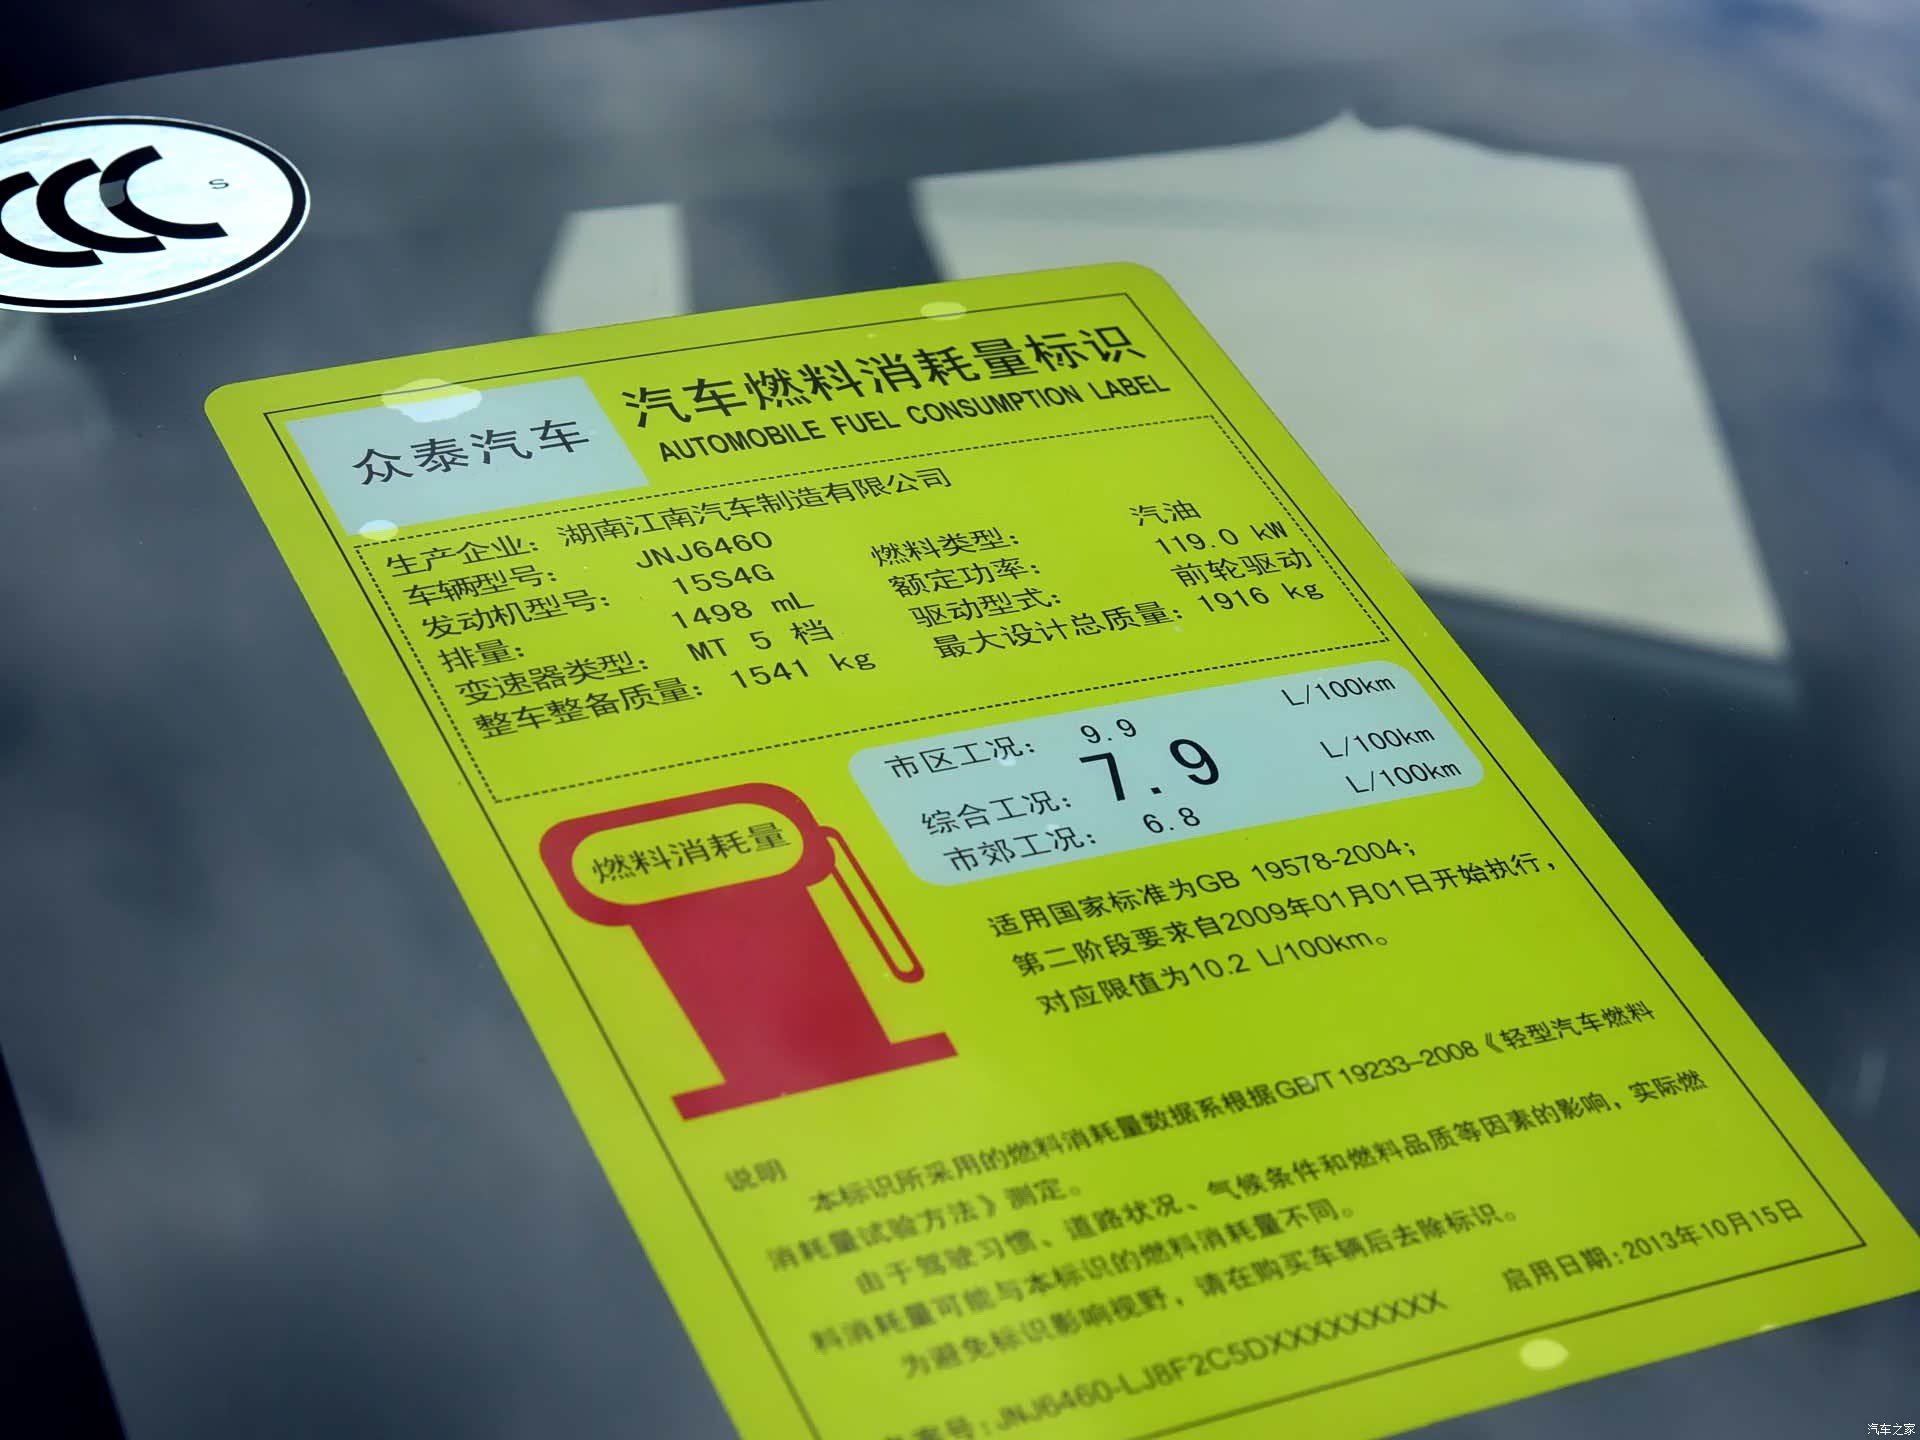 CCC
S
众泰汽车
汽车燃料消耗量标识
AUTOMOBILE FUEL CONSUMPTION LABEL
生产企业: 湖南江南汽车制造有限公司
车辆型号: JNJ6460
燃料类型: 汽油
发动机型号: 15S4G
额定功率: 119.0 kW
排量: 1498 mL
驱动型式: 前轮驱动
变速器类型: MT 5 档
最大设计总质量: 1916 kg
整车整备质量: 1541 kg
市区工况: 9.9 L/100km
综合工况: 7.9 L/100km
市郊工况: 6.8 L/100km
燃料消耗量
适用国家标准为GB 19578-2004;
第二阶段要求自2009年01月01日开始执行，
对应限值为10.2 L/100km。
说明
本标识所采用的燃料消耗量数据系根据GB/T 19233-2008《轻型汽车燃料
消耗量试验方法》测定。
由于驾驶习惯、道路状况、气候条件和燃料品质等因素的影响，实际燃
料消耗量可能与本标识的燃料消耗量不同。
为避免标识影响视野，请在购买车辆后去除标识。
案号: JNJ6460-LJ8F2C5DXXXXXXXXX
启用日期: 2013年10月15日
汽车之家